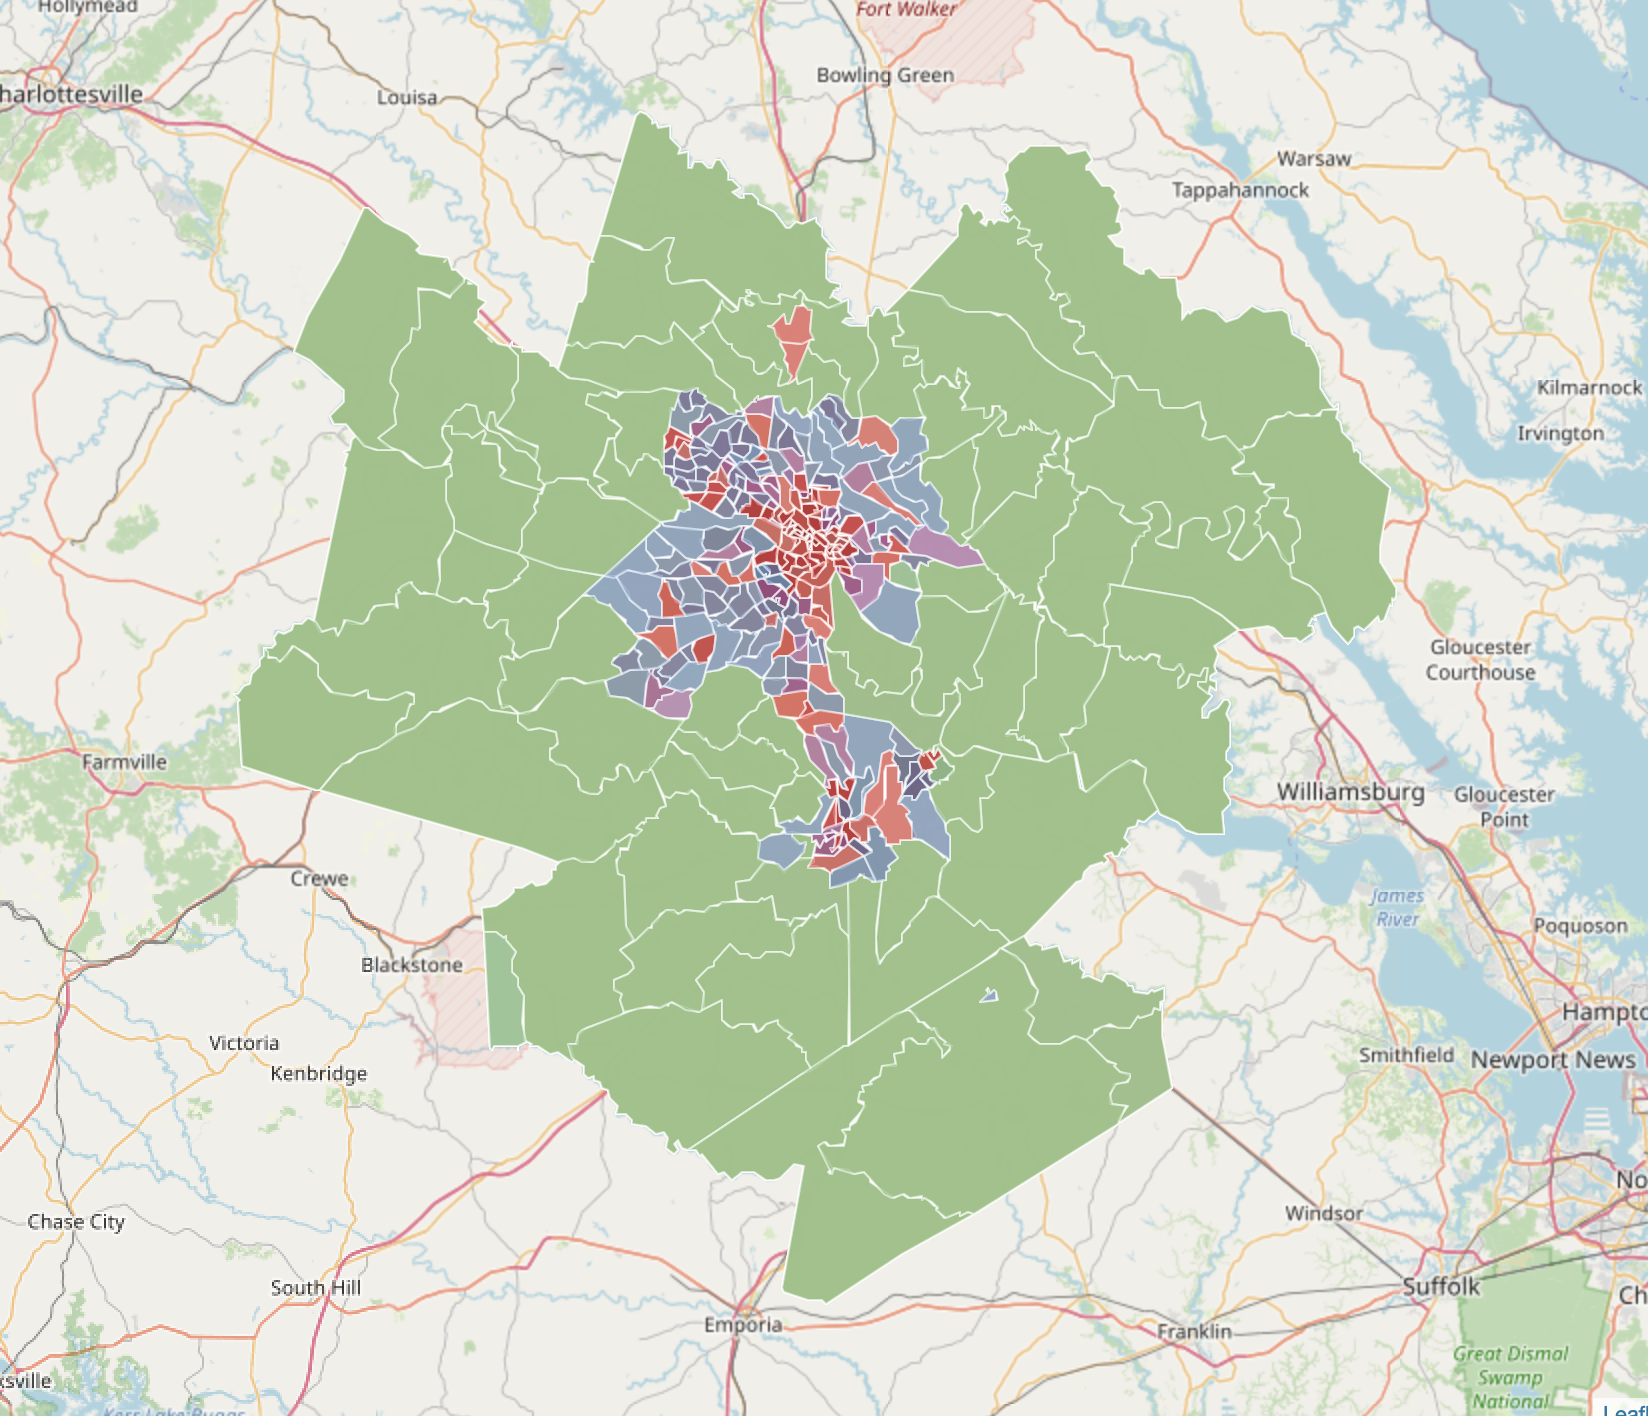 Hollymead
Fort Walker
Bowling Green
harlottesville
Louisa
Warsaw
Tappahannock
Kilmarnock
Irvington
Gloucester
Courthouse
Farmville
Williamsburg
Gloucester
Point
Crewe
James
River
Poquoson
Blackstone
Hampto
Victoria
Smithfield
Newport News
Kenbridge
No
Chase City
Windsor
South Hill
Suffolk
Ch
Emporia
Franklin
Great Dismal
Swamp
National
ksville
Kerr Lake Buggs
Leafl